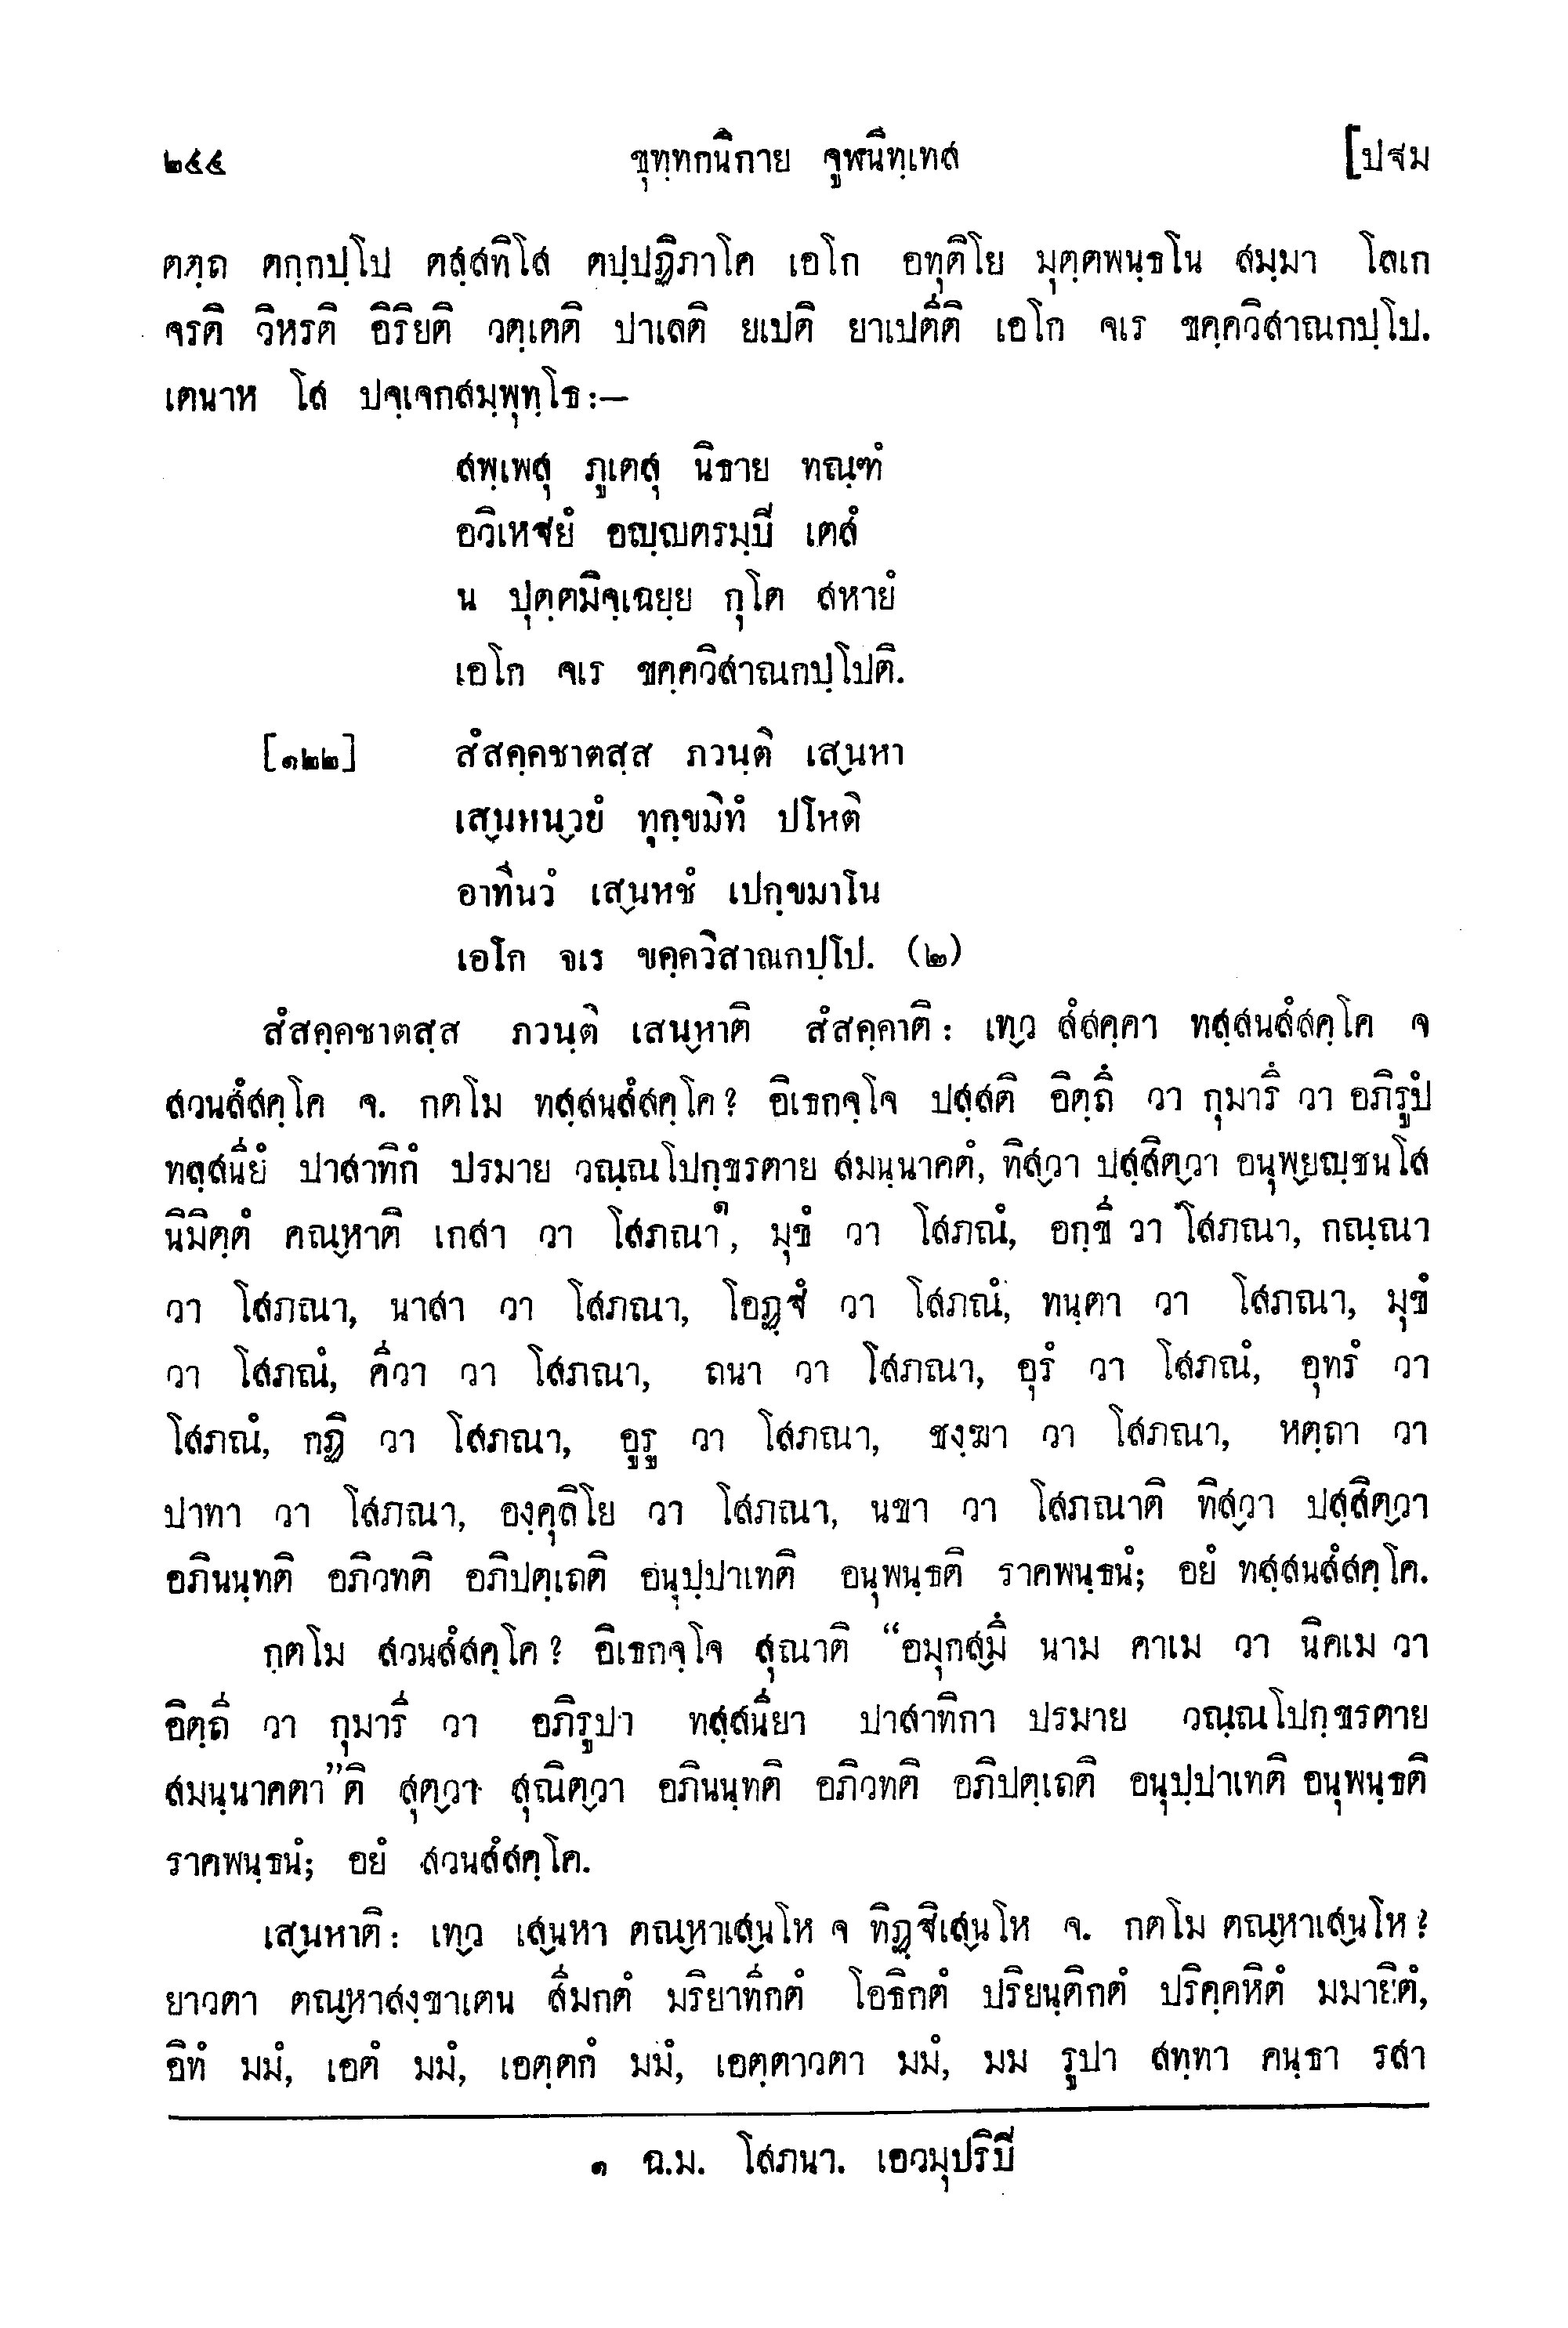 ๒๔๔ ขุทฺทกนิกาย จูฬนิทฺเทส [ปฐม
ตตฺถ ตกฺกปฺโป ตสฺสทิโส ตปฺปฏิภาโค เอโก อทุติโย มุตฺตพนฺธโน สมฺมา โลเก
จรติ วิหรติ อิริยติ วตฺเตติ ปาเลติ ยเปติ ยาเปตีติ เอโก จเร ขคฺควิสาณกปฺโป.
เตนาห โส ปจฺเจกสมฺพุทฺโธ:—
สพฺเพสุ ภูเตสุ นิธาย ทณฺฑํ
อวิเหฐยํ อญฺญตรมฺปิ เตสํ
น ปุตฺตมิจฺเฉยฺย กุโต สหายํ
เอโก จเร ขคฺควิสาณกปฺโปติ.
[๑๒๒] สํสคฺคชาตสฺส ภวนฺติ เสฺนหา
เสฺนหนฺวยํ ทุกฺขมิทํ ปโหติ
อาทีนวํ เสฺนหชํ เปกฺขมาโน
เอโก จเร ขคฺควิสาณกปฺโป. (๒)
สํสคฺคชาตสฺส ภวนฺติ เสนฺหาติ สํสคฺคาติ: เทฺว สํสคฺคา ทสฺสนสํสคฺโค จ
สวนสํสคฺโค จ. กตโม ทสฺสนสํสคฺโค? อิเธกจฺโจ ปสฺสติ อิตฺถึ วา กุมารึ วา อภิรูปํ
ทสฺสนียํ ปาสาทิกํ ปรมาย วณฺณโปกฺขรตาย สมนฺนาคตํ, ทิสฺวา ปสฺสิตฺวา อนุพฺยญฺชนโส
นิมิตฺตํ คณฺหาติ เกสา วา โสภณา๑, มุขํ วา โสภณํ, อกฺขี วา โสภณา, กณฺณา
วา โสภณา, นาสา วา โสภณา, โอฏฺฐํ วา โสภณํ, ทนฺตา วา โสภณา, มุขํ
วา โสภณํ, คีวา วา โสภณา, ถนา วา โสภณา, อุรํ วา โสภณํ, อุทรํ วา
โสภณํ, กฏิ วา โสภณา, อูรู วา โสภณา, ชงฺฆา วา โสภณา, หตฺถา วา
ปาทา วา โสภณา, องฺคุลิโย วา โสภณา, นขา วา โสภณาติ ทิสฺวา ปสฺสิตฺวา
อภินนฺทติ อภิวทติ อภิปตฺเถติ อนุปฺปาเทติ อนุพนฺธติ ราคพนฺธนํ; อยํ ทสฺสนสํสคฺโค.
กตโม สวนสํสคฺโค? อิเธกจฺโจ สุณาติ “อมุกสฺมึ นาม คาเม วา นิคเม วา
อิตฺถี วา กุมารี วา อภิรูปา ทสฺสนียา ปาสาทิกา ปรมาย วณฺณโปกฺขรตาย
สมนฺนาคตา”ติ สุตฺวา สุณิตฺวา อภินนฺทติ อภิวทติ อภิปตฺเถติ อนุปฺปาเทติ อนุพนฺธติ
ราคพนฺธนํ; อยํ สวนสํสคฺโค.
เสฺนหาติ: เทฺว เสฺนหา ตณฺหาเสฺนโห จ ทิฏฺฐิเสฺนโห จ. กตโม ตณฺหาเสฺนโห?
ยาวตา ตณฺหาสงฺขาเตน สีมกตํ มริยาทีกตํ โอธิกตํ ปริยนฺติกตํ ปริคฺคหิตํ มมายิตํ,
อิทํ มมํ, เอตํ มมํ, เอตฺตกํ มมํ, เอตฺตาวตา มมํ, มม รูปา สทฺทา คนฺธา รสา
๑ ฉ.ม. โสภนา. เอวมุปริปิ